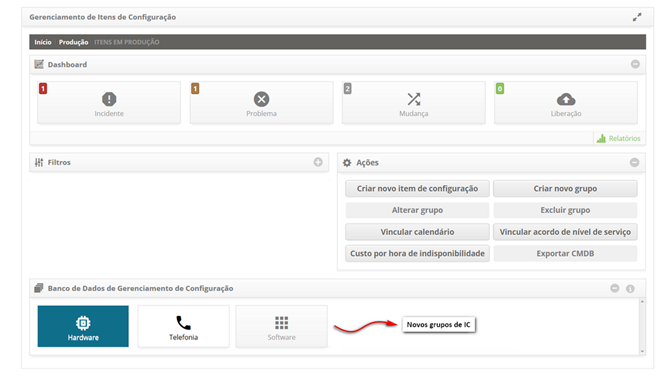 Gerenciamento de Itens de Configuração
Início Produção ITENS EM PRODUÇÃO
Dashboard
1 1 2 0
Incidente Problema Mudança Liberação
Relatórios
Filtros
Ações
Criar novo item de configuração Criar novo grupo
Alterar grupo Excluir grupo
Vincular calendário Vincular acordo de nível de serviço
Custo por hora de indisponibilidade Exportar CMDB
Banco de Dados de Gerenciamento de Configuração
Hardware Telefonia Software
Novos grupos de IC